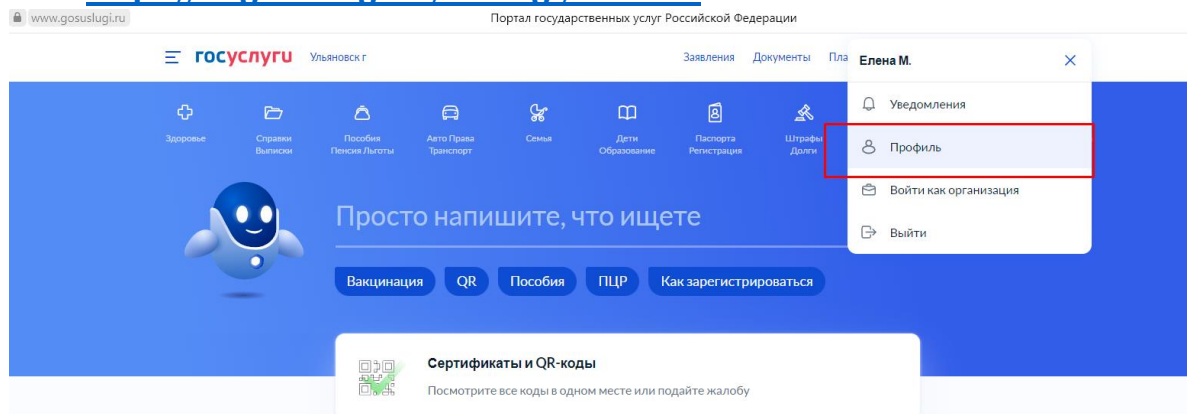 www.gosuslugi.ru
Портал государственных услуг Российской Федерации
госуслуги
Ульяновск г
Заявления Документы Пла
Елена М.
Здоровье
Справки
Выписки
Пособия
Пенсия Льготы
Авто Права
Транспорт
Семья
Дети
Образование
Паспорта
Регистрация
Штрафы
Долги
Уведомления
Профиль
Войти как организация
Выйти
Просто напишите, что ищете
Вакцинация QR Пособия ПЦР Как зарегистрироваться
Сертификаты и QR-коды
Посмотрите все коды в одном месте или подайте жалобу